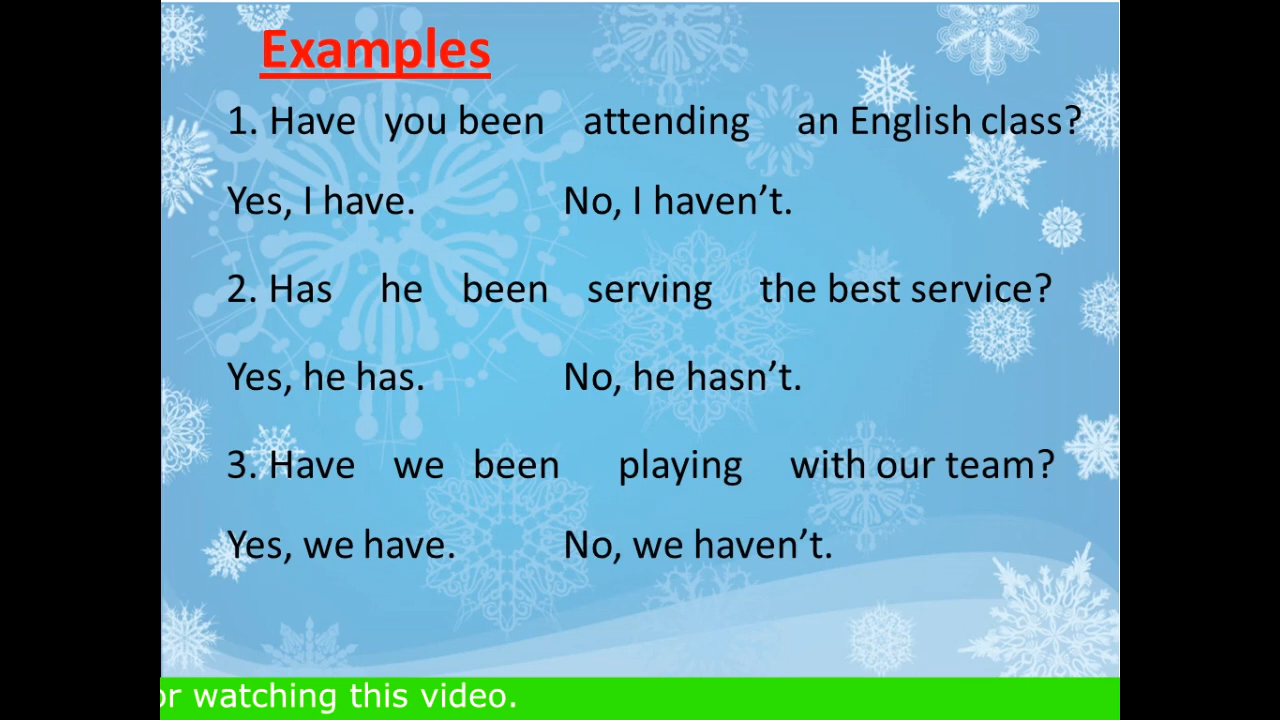 Examples
1. Have you been attending an English class?
Yes, I have. No, I haven’t.
2. Has he been serving the best service?
Yes, he has. No, he hasn’t.
3. Have we been playing with our team?
Yes, we have. No, we haven’t.
watching this video.